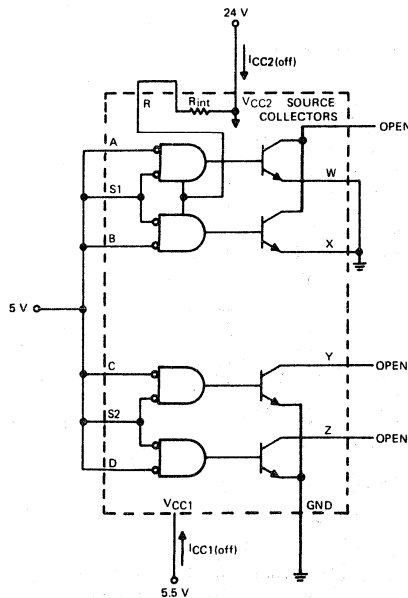 24 V
ICC2(off)
R
Rint
VCC2
SOURCE
COLLECTORS
OPEN
A
W
S1
B
X
5 V
C
Y
OPEN
S2
Z
OPEN
D
VCC1
GND
ICC1(off)
5.5 V